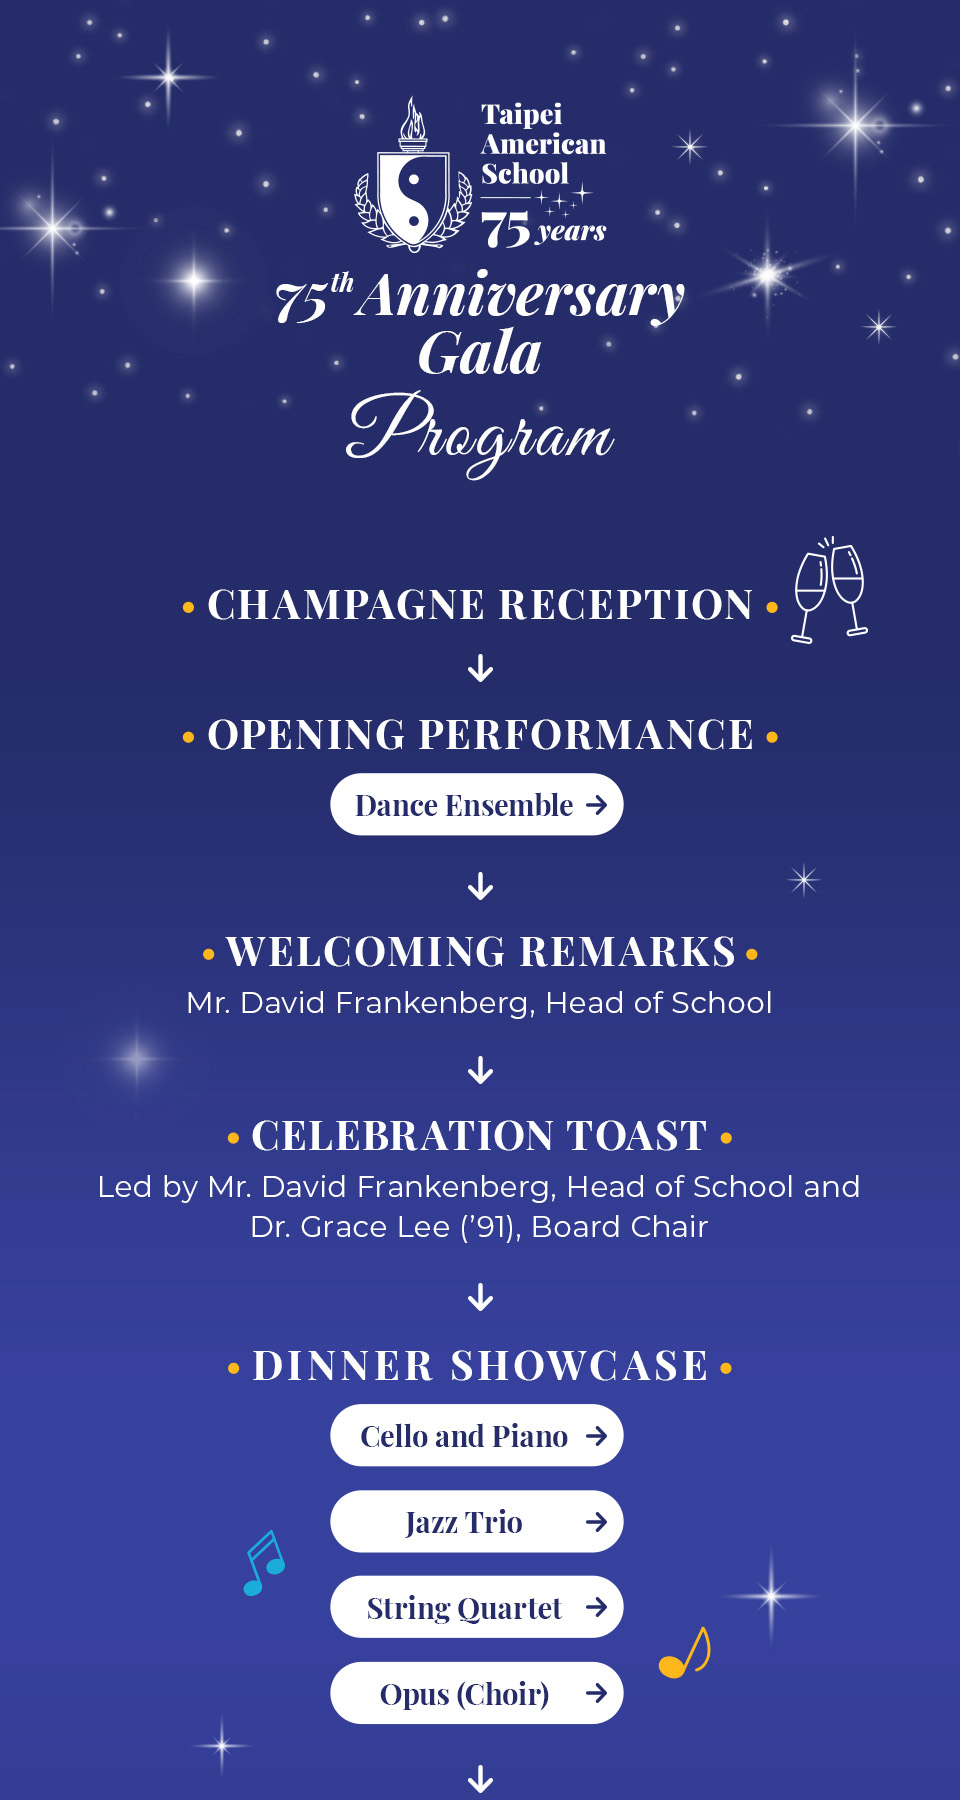 Taipei
American
School
75 years
75th Anniversary
Gala
Program
• CHAMPAGNE RECEPTION •
• OPENING PERFORMANCE •
Dance Ensemble →
• WELCOMING REMARKS •
Mr. David Frankenberg, Head of School
• CELEBRATION TOAST •
Led by Mr. David Frankenberg, Head of School and
Dr. Grace Lee (’91), Board Chair
• DINNER SHOWCASE •
Cello and Piano →
Jazz Trio →
String Quartet →
Opus (Choir) →